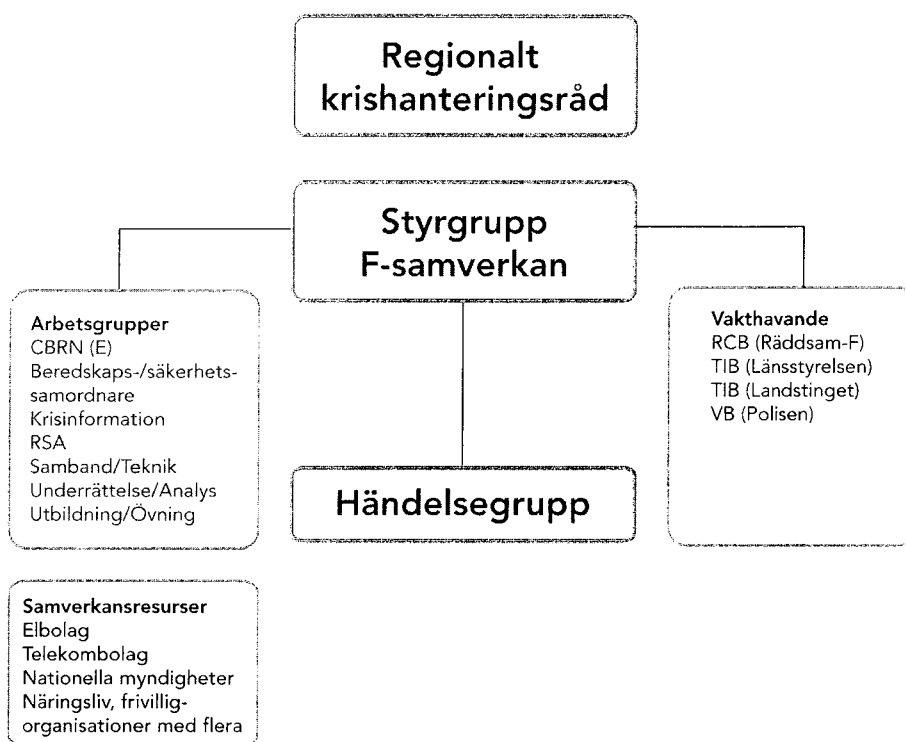 Regionalt
krishanteringsråd
Styrgrupp
F-samverkan
Arbetsgrupper
CBRN (E)
Beredskaps-/säkerhets-
samordnare
Krisinformation
RSA
Samband/Teknik
Underrättelse/Analys
Utbildning/Övning
Vakthavande
RCB (Räddsam-F)
TIB (Länsstyrelsen)
TIB (Landstinget)
VB (Polisen)
Händelsegrupp
Samverkansresurser
Elbolag
Telekombolag
Nationella myndigheter
Näringsliv, frivillig-
organisationer med flera